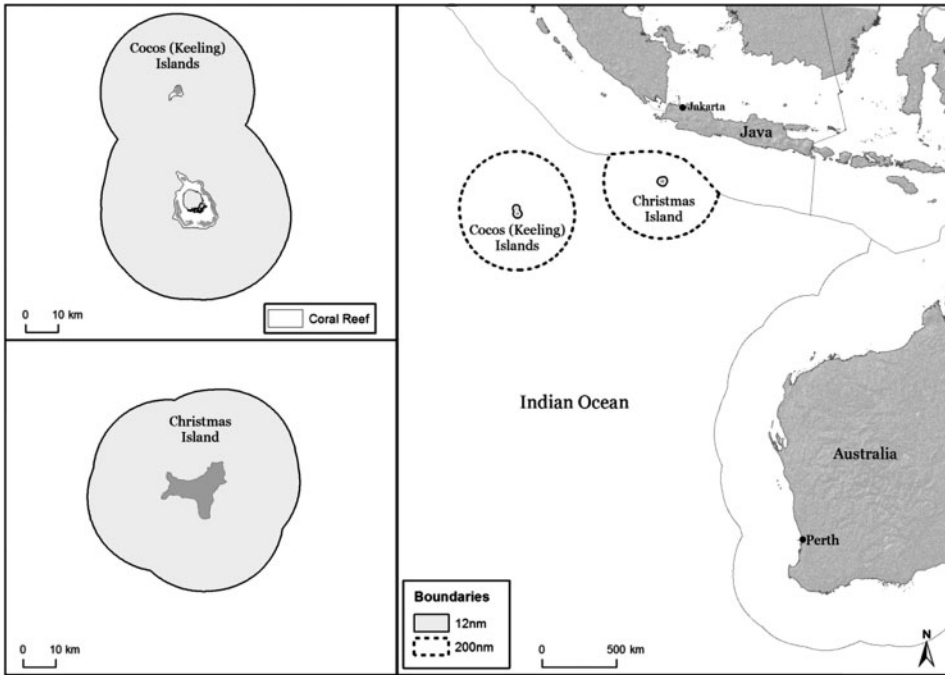 Cocos (Keeling)
Islands
0 10 km
Coral Reef
Christmas
Island
0 10 km
Jakarta
Java
Christmas
Island
Cocos (Keeling)
Islands
Indian Ocean
Australia
Perth
Boundaries
12nm
200nm
0 500 km
N